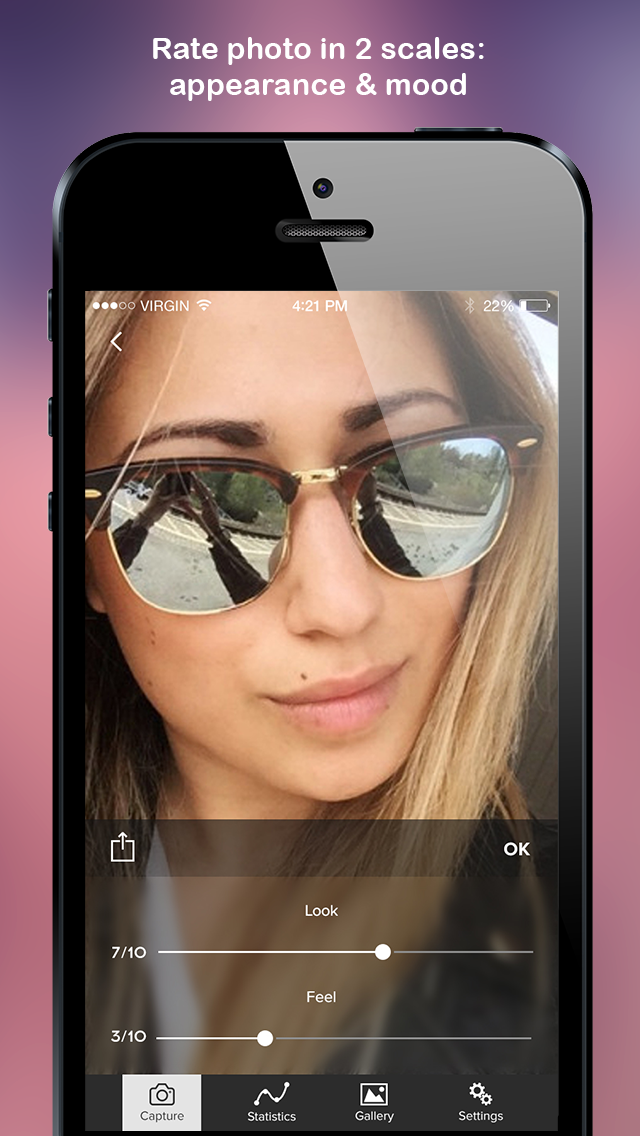 Rate photo in 2 scales:
appearance & mood
VIRGIN 4:21 PM 22%
OK
Look
7/10
Feel
3/10
Capture Statistics Gallery Settings